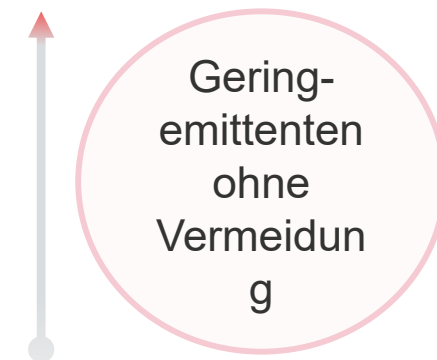 Gering-
emittenten
ohne
Vermeidun
g